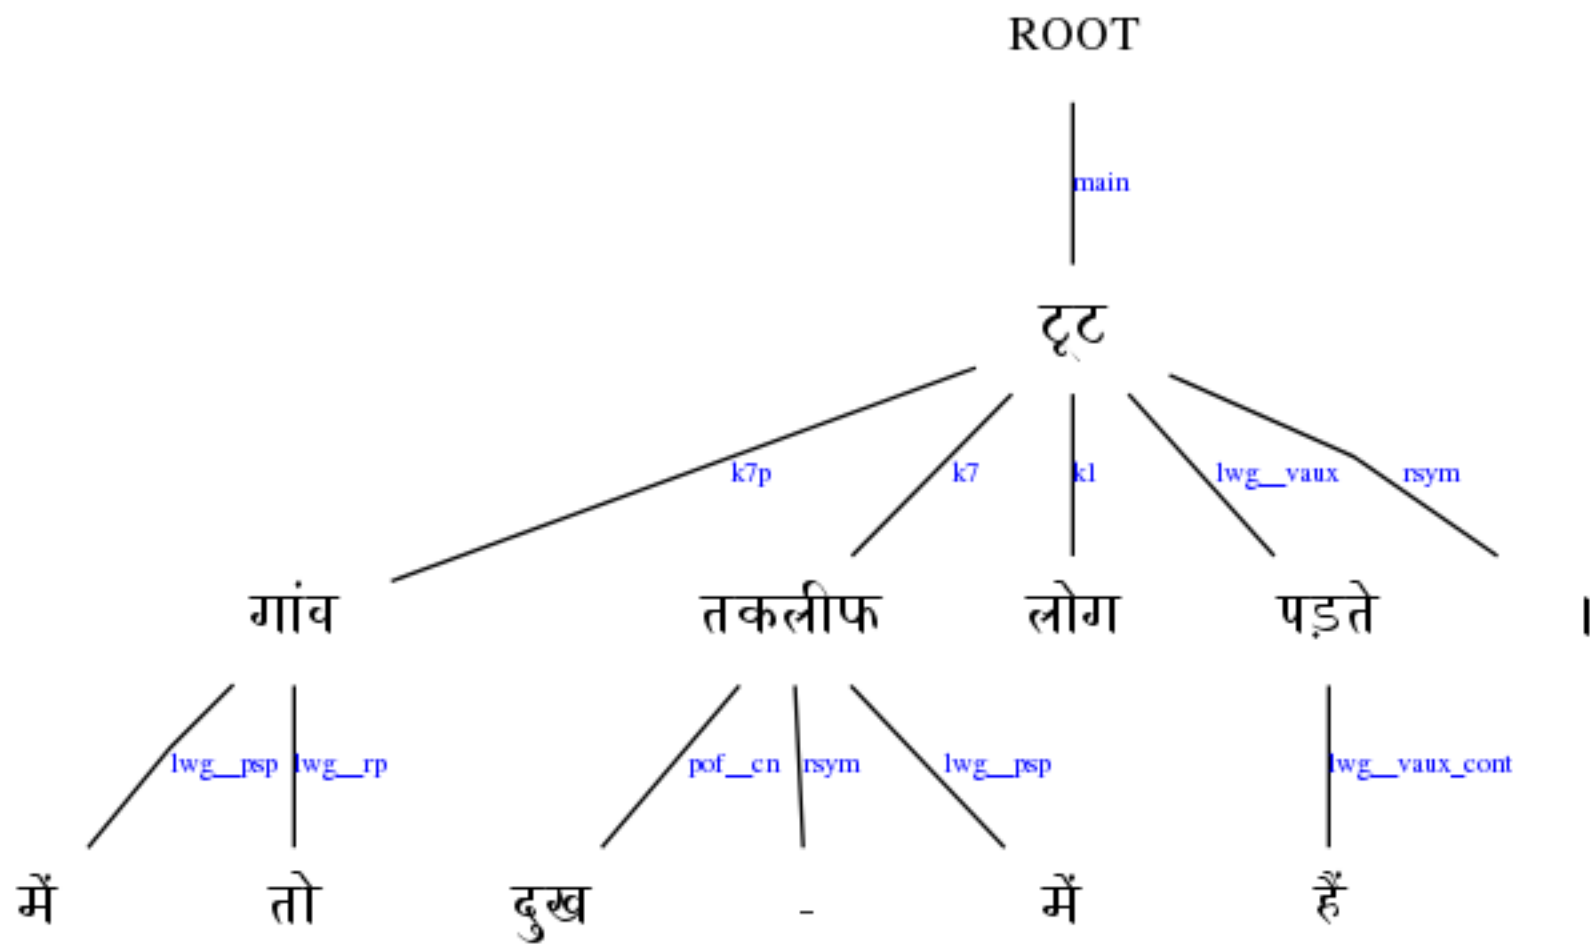 ROOT
main
टूट
k7p k7 k1 lwg__vaux rsym
गांव तकलीफ लोग पड़ते ।
lwg__psp lwg__rp pof__cn rsym lwg__psp lwg__vaux_cont
में तो दुख - में हैं